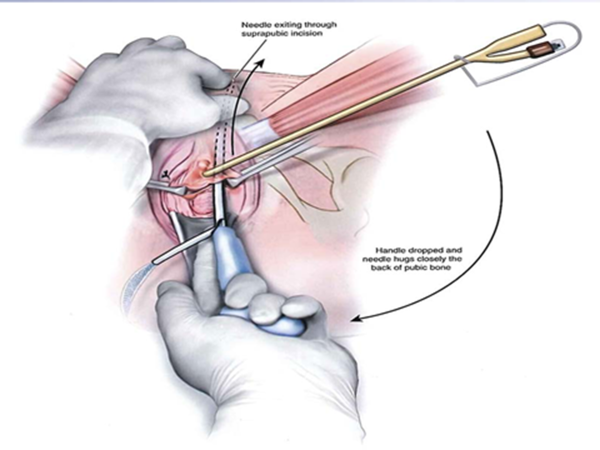 Needle exiting through
suprapubic incision
Handle dropped and
needle hugs closely the
back of pubic bone